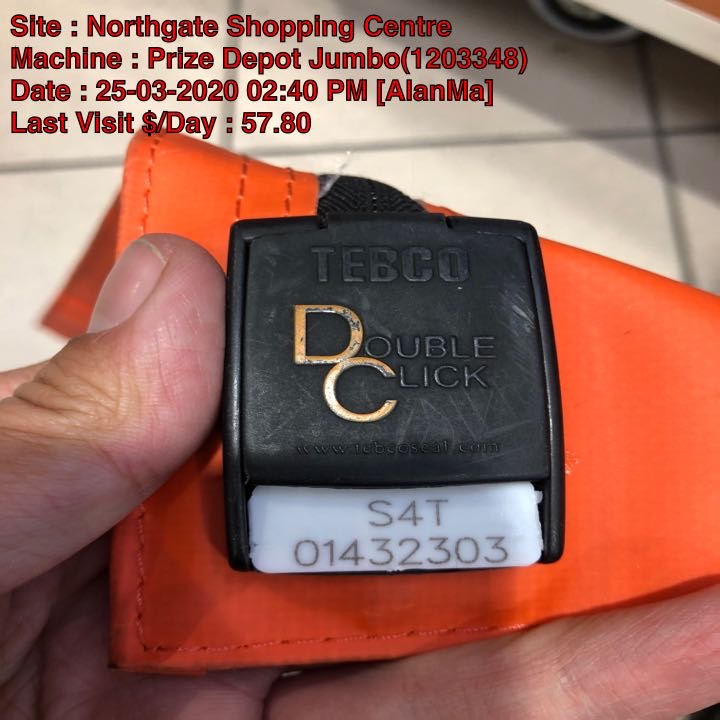 Site : Northgate Shopping Centre
Machine : Prize Depot Jumbo(1203348)
Date : 25-03-2020 02:40 PM [AlanMa]
Last Visit $/Day : 57.80
TEBCO
DOUBLE
CLICK
www.tebcoseal.com
S4T
01432303